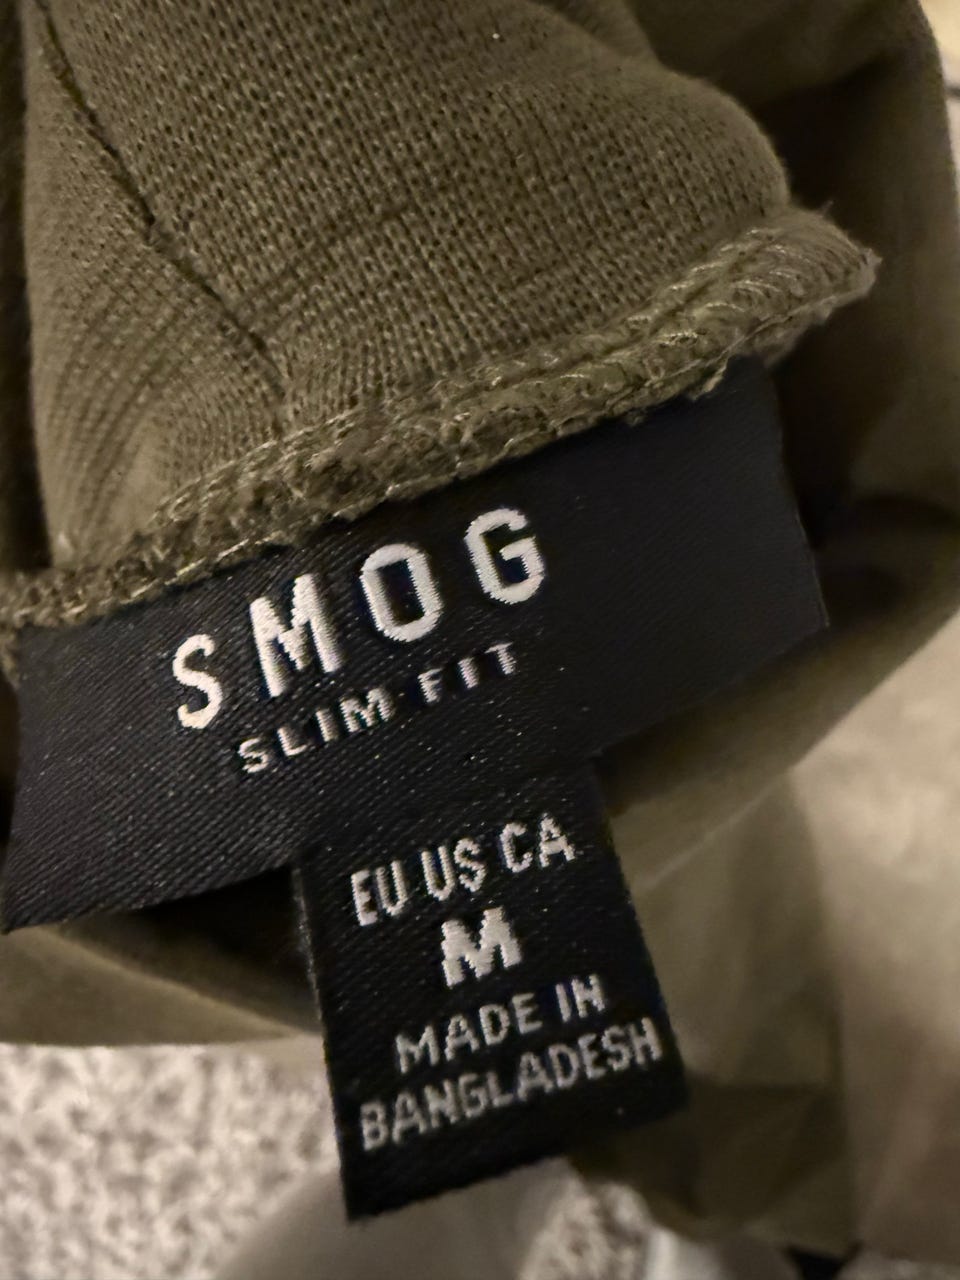 SMOG
SLIM FIT
EU US CA
M
MADE IN
BANGLADESH